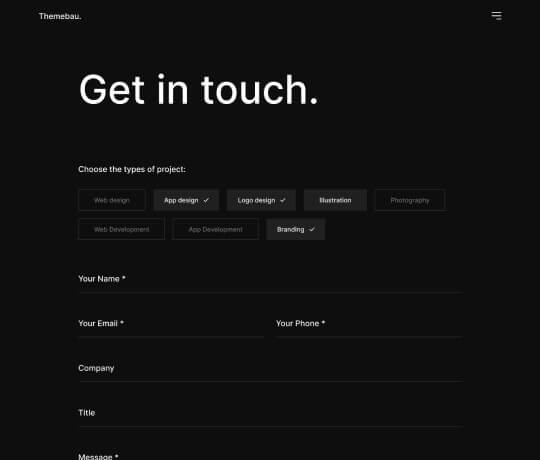 Themebau.
Get in touch.
Choose the types of project:
Web design App design Logo design Illustration Photography
Web Development App Development Branding
Your Name *
Your Email * Your Phone *
Company
Title
Message *